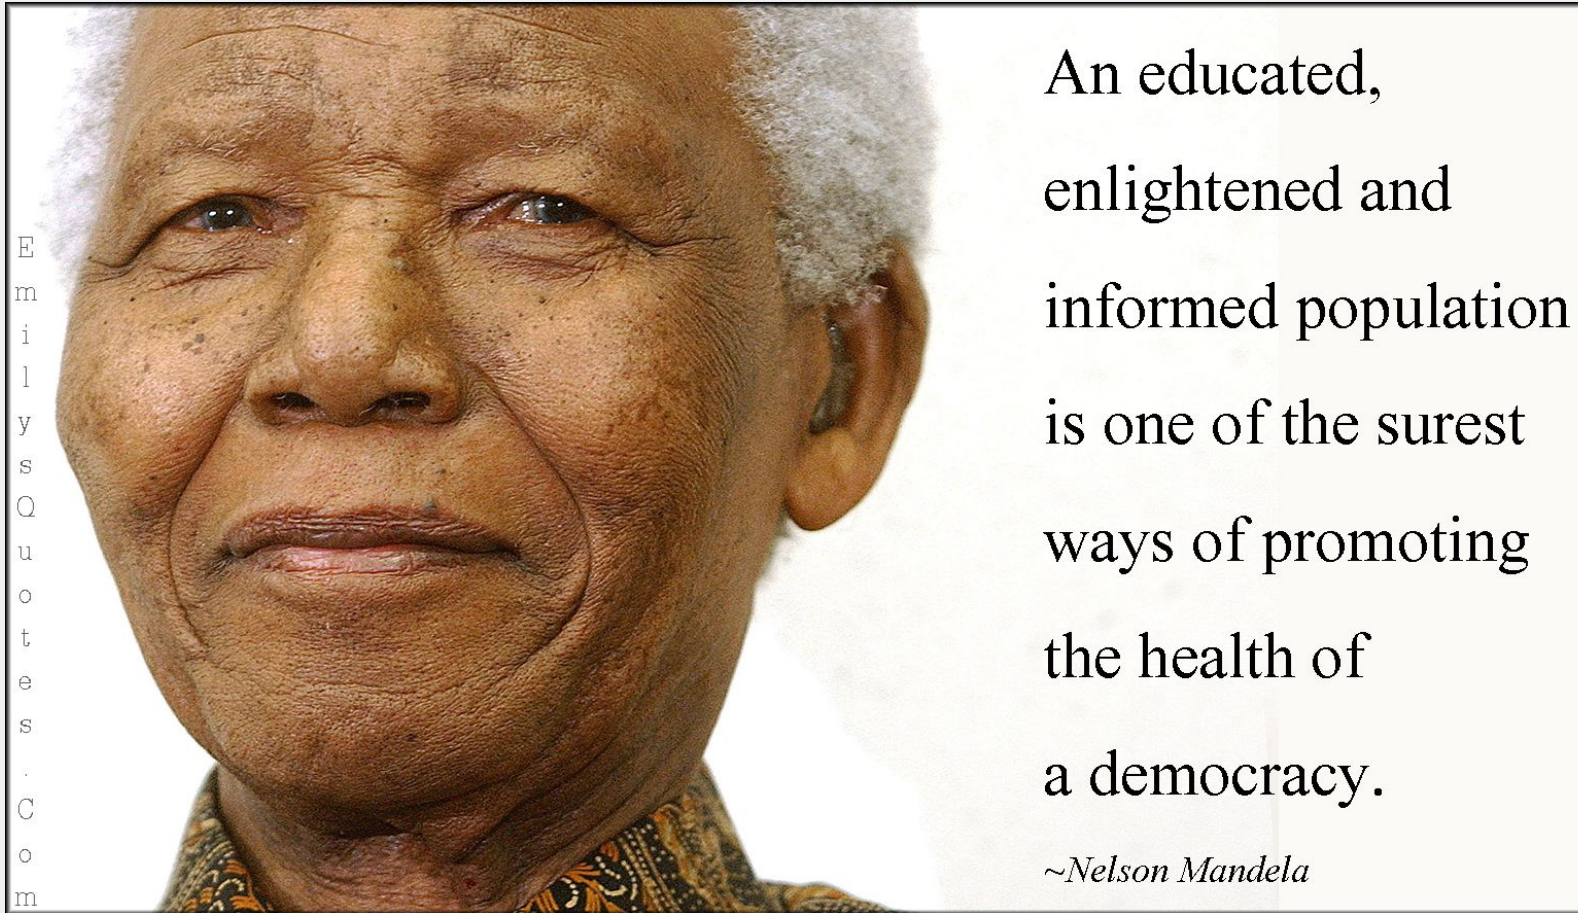 An educated,
enlightened and
informed population
is one of the surest
ways of promoting
the health of
a democracy.
~Nelson Mandela
EmilysQuotes.Com